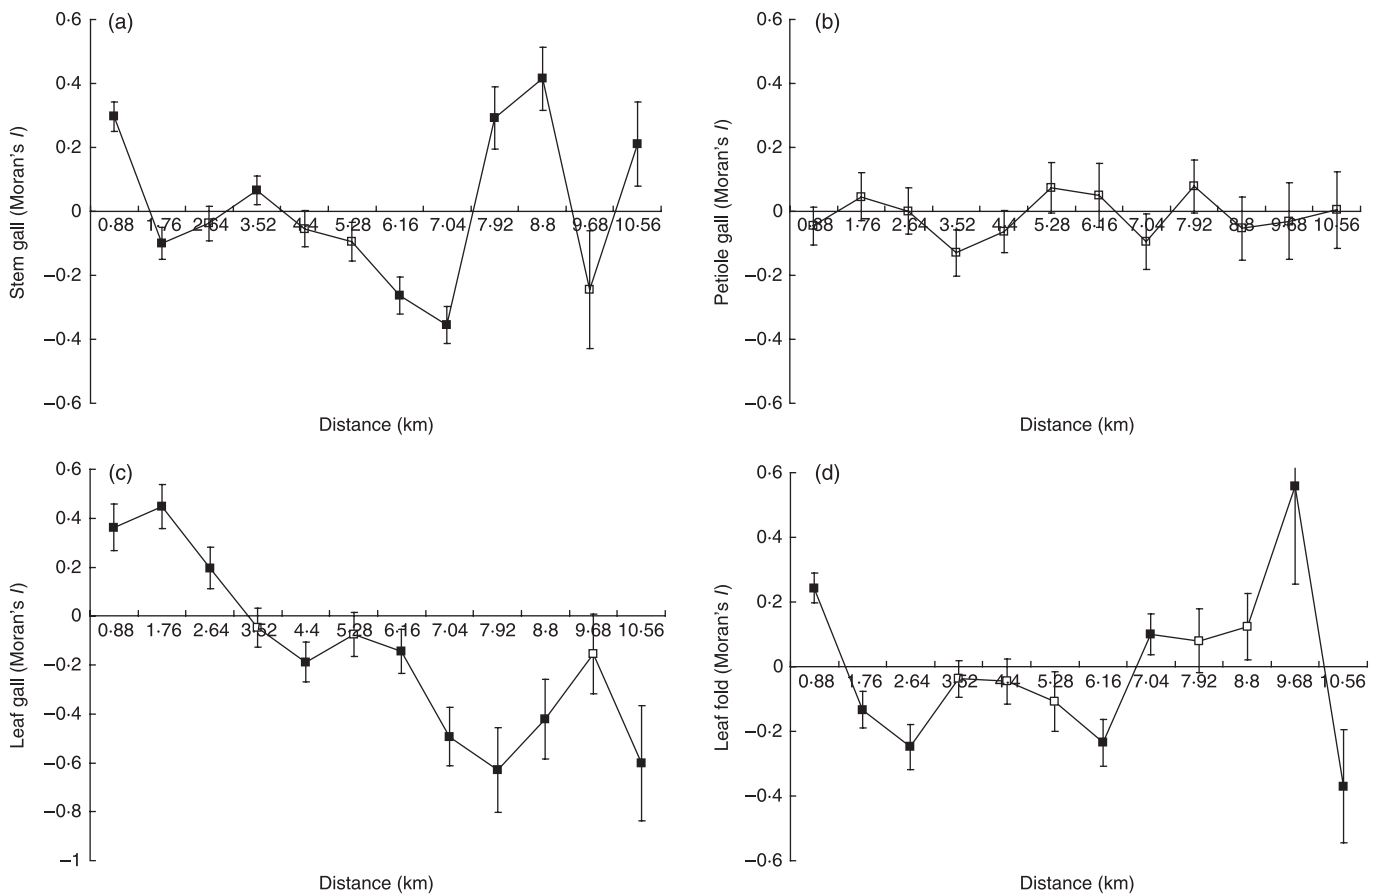 (a)
Stem gall (Moran's I)
0·6
0·4
0·2
0
−0·2
−0·4
−0·6
0·88 1·76 2·64 3·52 4·4 5·28 6·16 7·04 7·92 8·8 9·68 10·56
Distance (km)
(b)
Petiole gall (Moran's I)
0·6
0·4
0·2
0
−0·2
−0·4
−0·6
0·88 1·76 2·64 3·52 4·4 5·28 6·16 7·04 7·92 8·8 9·68 10·56
Distance (km)
(c)
Leaf gall (Moran's I)
0·6
0·4
0·2
0
−0·2
−0·4
−0·6
−0·8
−1
0·88 1·76 2·64 3·52 4·4 5·28 6·16 7·04 7·92 8·8 9·68 10·56
Distance (km)
(d)
Leaf fold (Moran's I)
0·6
0·4
0·2
0
−0·2
−0·4
−0·6
0·88 1·76 2·64 3·52 4·4 5·28 6·16 7·04 7·92 8·8 9·68 10·56
Distance (km)